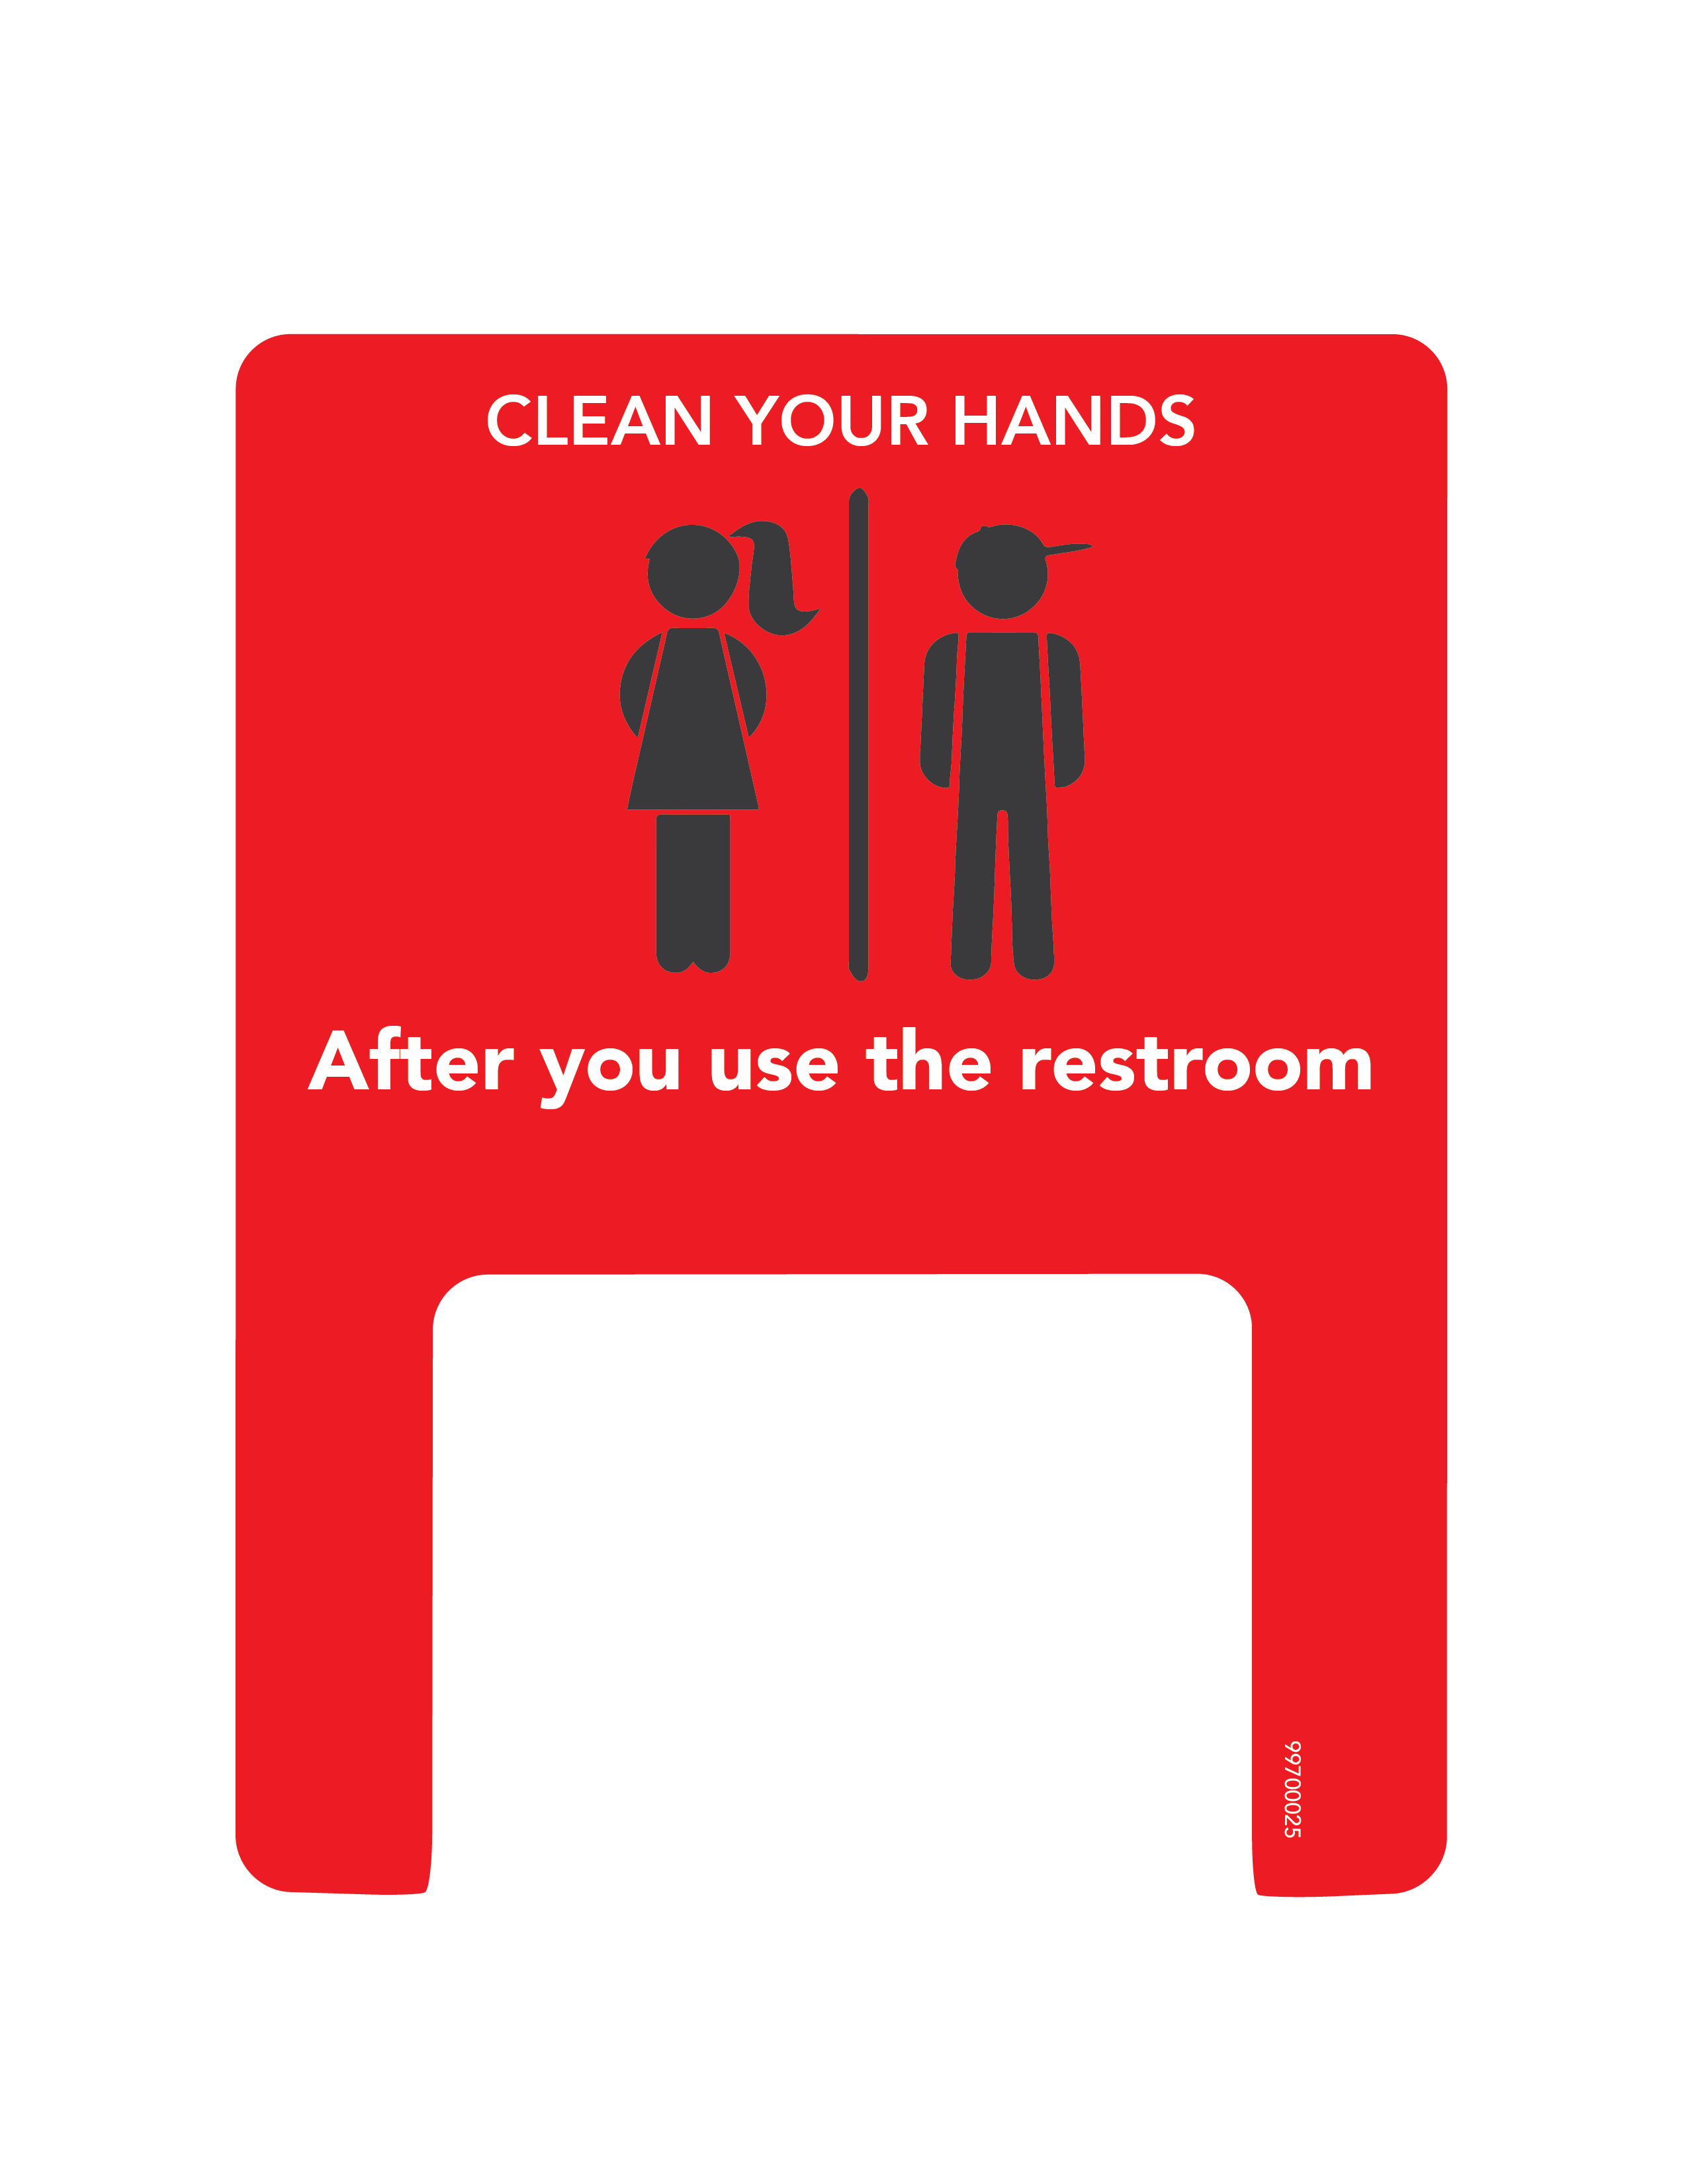 CLEAN YOUR HANDS
After you use the restroom
99700025